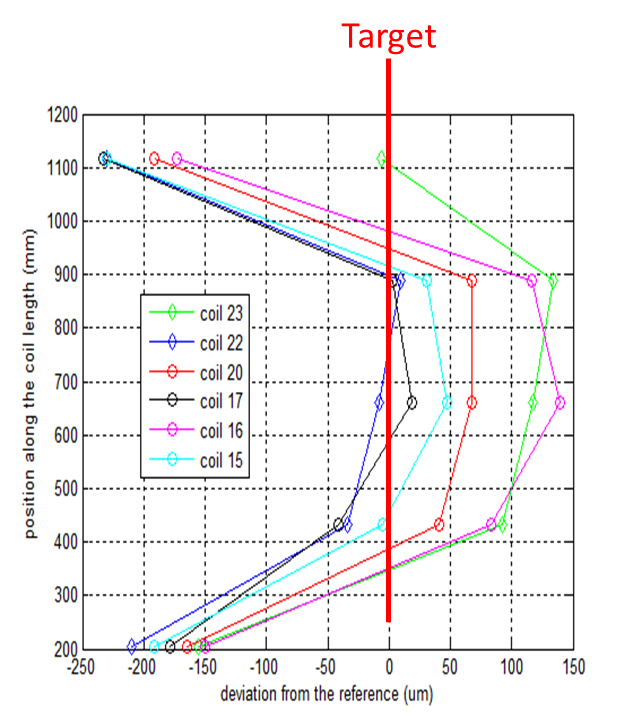 Target
1200
1100
1000
900
800
700
600
500
400
300
200
position along the coil length (mm)
coil 23
coil 22
coil 20
coil 17
coil 16
coil 15
-250 -200 -150 -100 -50 0 50 100 150
deviation from the reference (um)